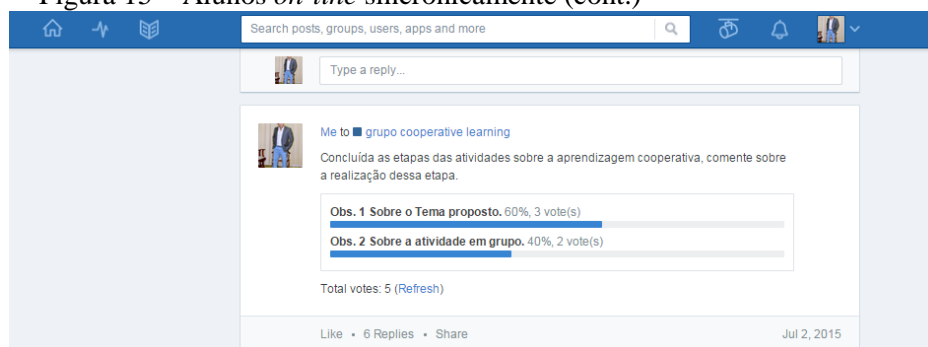 Figura 15 – Alunos on-line sincronicamente (cont.)
Search posts, groups, users, apps and more
Type a reply...
Me to grupo cooperative learning
Concluída as etapas das atividades sobre a aprendizagem cooperativa, comente sobre
a realização dessa etapa.
Obs. 1 Sobre o Tema proposto. 60%, 3 vote(s)
Obs. 2 Sobre a atividade em grupo. 40%, 2 vote(s)
Total votes: 5 (Refresh)
Like • 6 Replies • Share Jul 2, 2015